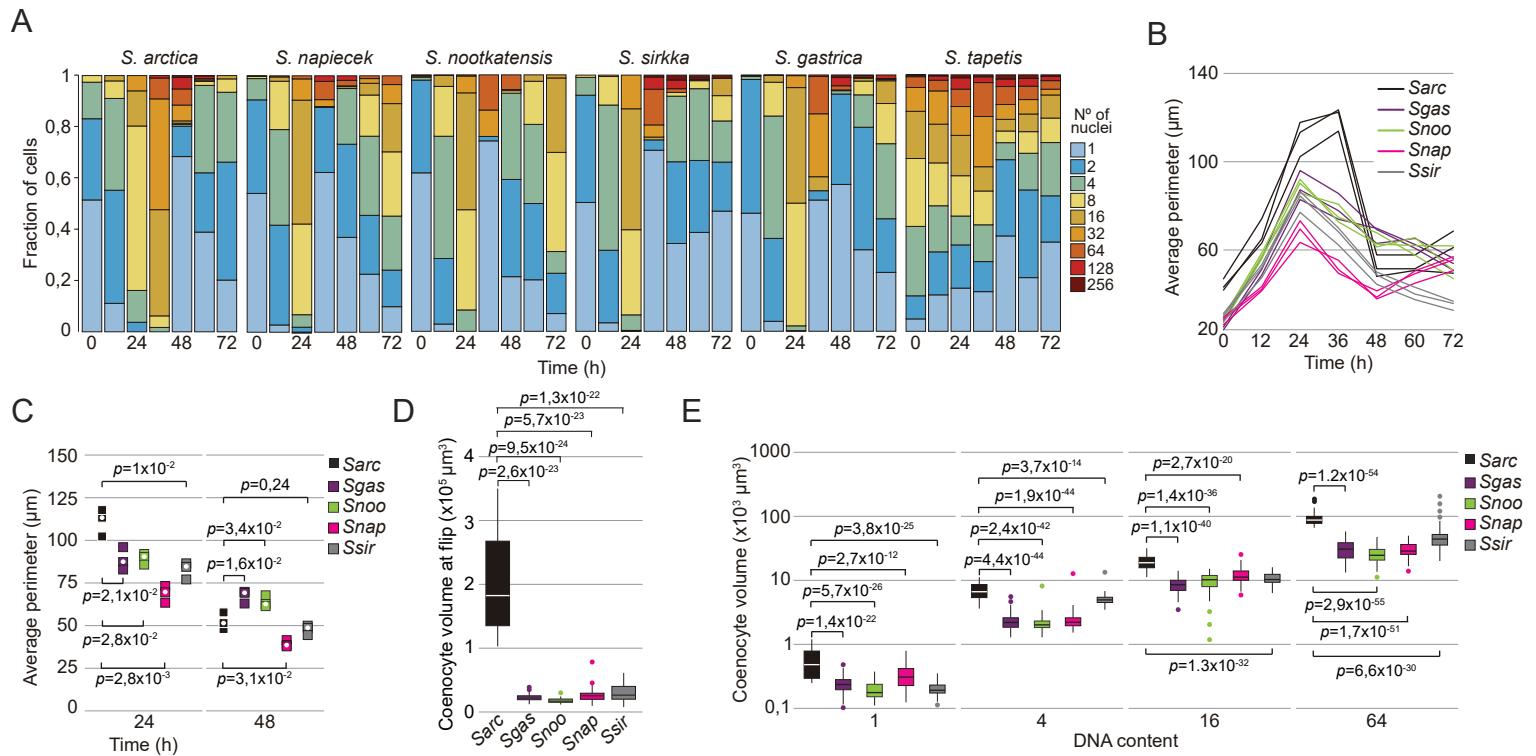 A
S. arctica S. napiecek S. nootkatensis S. sirkka S. gastrica S. tapetis
Fraction of cells
1
0,8
0,6
0,4
0,2
0
0 24 48 72 0 24 48 72 0 24 48 72 0 24 48 72 0 24 48 72 0 24 48 72
Time (h)
Nº of
nuclei
1
2
4
8
16
32
64
128
256
B
Average perimeter (µm)
140
100
60
20
0 12 24 36 48 60 72
Time (h)
Sarc
Sgas
Snoo
Snap
Ssir
C
Average perimeter (µm)
150
125
100
75
50
25
0
p=1x10-2
p=2,1x10-2
p=2,8x10-2
p=2,8x10-3
p=0,24
p=3,4x10-2
p=1,6x10-2
p=3,1x10-2
24 48
Time (h)
Sarc
Sgas
Snoo
Snap
Ssir
D
Coenocyte volume at flip (x10⁵ µm³)
p=1,3x10-22
p=5,7x10-23
p=9,5x10-24
p=2,6x10-23
4
3
2
1
0
Sarc Sgas Snoo Snap Ssir
E
Coenocyte volume (x10³ µm³)
1000
100
10
1
0,1
p=3,8x10-25
p=2,7x10-12
p=5,7x10-26
p=1,4x10-22
p=3,7x10-14
p=1,9x10-44
p=2,4x10-42
p=4,4x10-44
p=2,7x10-20
p=1,4x10-36
p=1,1x10-40
p=1.3x10-32
p=1.2x10-54
p=2,9x10-55
p=1,7x10-51
p=6,6x10-30
1 4 16 64
DNA content
Sarc
Sgas
Snoo
Snap
Ssir